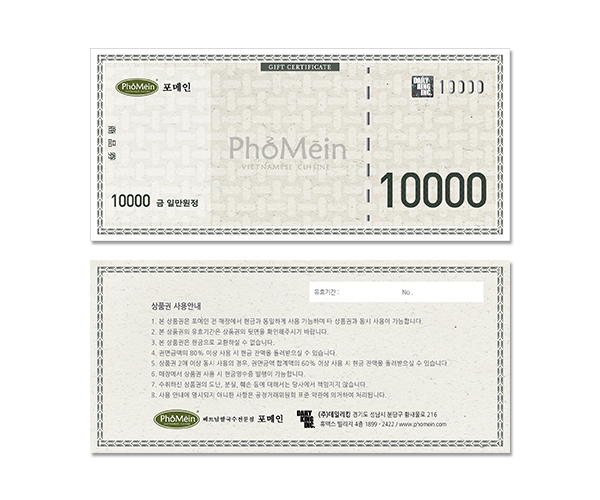 GIFT CERTIFICATE
PhởMein 포메인
DAILY KING INC. 10000
상품권
PhỏMein
VIETNAMESE CUISINE
10000 금 일만원정
10000
유효기간 : No .
상품권 사용안내
1. 본 상품권은 포메인 전 매장에서 현금과 동일하게 사용 가능하며 타 상품권과 동시 사용이 가능합니다.
2. 본 상품권의 유효기간은 상품권의 뒷면을 확인해주시기 바랍니다.
3. 본 상품권은 현금으로 교환하실 수 없습니다.
4. 권면금액의 80% 이상 사용 시 현금 잔액을 돌려받으실 수 있습니다.
5. 상품권 2매 이상 동시 사용의 경우, 권면금액 합계액의 60% 이상 사용 시 현금 잔액을 돌려받으실 수 있습니다.
6. 매장에서 상품권 사용 시 현금영수증 발행이 가능합니다.
7. 수취하신 상품권의 도난, 분실, 훼손 등에 대해서는 당사에서 책임지지 않습니다.
8. 사용 안내에 명시되지 아니한 사항은 공정거래위원회 표준 약관에 의거하여 처리됩니다.
PhởMein 베트남쌀국수전문점 포메인 DAILY KING INC. (주)데일리킹 경기도 성남시 분당구 황새울로 216
휴맥스 빌리지 4층 1899 - 2422 / www.phomein.com